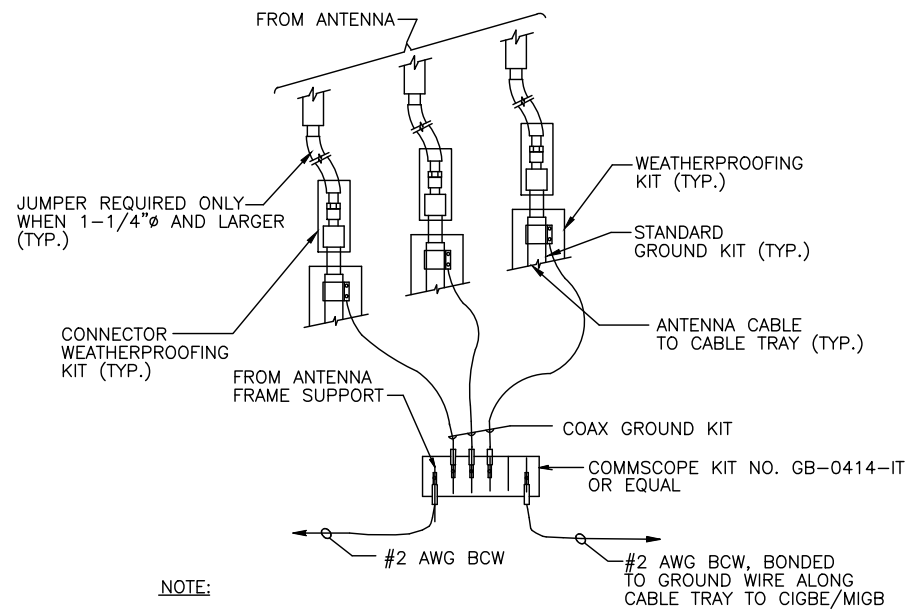 FROM ANTENNA
WEATHERPROOFING
KIT (TYP.)
JUMPER REQUIRED ONLY
WHEN 1-1/4"ø AND LARGER
(TYP.)
STANDARD
GROUND KIT (TYP.)
ANTENNA CABLE
TO CABLE TRAY (TYP.)
CONNECTOR
WEATHERPROOFING
KIT (TYP.)
FROM ANTENNA
FRAME SUPPORT
COAX GROUND KIT
COMMSCOPE KIT NO. GB-0414-IT
OR EQUAL
#2 AWG BCW
#2 AWG BCW, BONDED
TO GROUND WIRE ALONG
CABLE TRAY TO CIGBE/MIGB
NOTE: